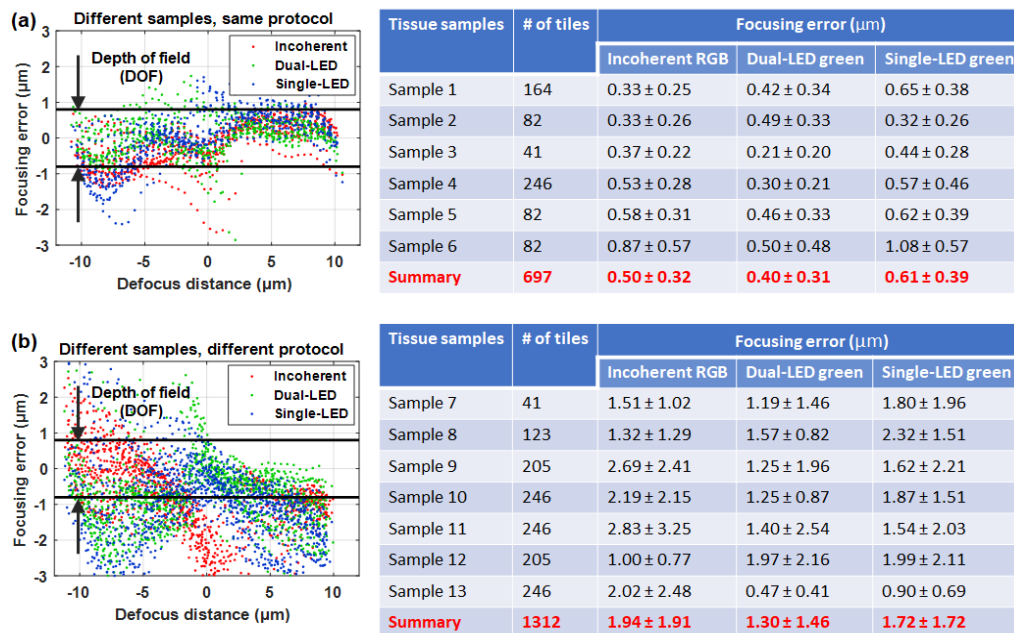 (a) Different samples, same protocol
3
2
1
0
-1
-2
-3
Focusing error (μm)
Depth of field
(DOF)
Incoherent
Dual-LED
Single-LED
-10 -5 0 5 10
Defocus distance (μm)
Tissue samples # of tiles Focusing error (μm)
Incoherent RGB Dual-LED green Single-LED green
Sample 1 164 0.33 ± 0.25 0.42 ± 0.34 0.65 ± 0.38
Sample 2 82 0.33 ± 0.26 0.49 ± 0.33 0.32 ± 0.26
Sample 3 41 0.37 ± 0.22 0.21 ± 0.20 0.44 ± 0.28
Sample 4 246 0.53 ± 0.28 0.30 ± 0.21 0.57 ± 0.46
Sample 5 82 0.58 ± 0.31 0.46 ± 0.33 0.62 ± 0.39
Sample 6 82 0.87 ± 0.57 0.50 ± 0.48 1.08 ± 0.57
Summary 697 0.50 ± 0.32 0.40 ± 0.31 0.61 ± 0.39
(b) Different samples, different protocol
3
2
1
0
-1
-2
-3
Focusing error (μm)
Depth of field
(DOF)
Incoherent
Dual-LED
Single-LED
-10 -5 0 5 10
Defocus distance (μm)
Tissue samples # of tiles Focusing error (μm)
Incoherent RGB Dual-LED green Single-LED green
Sample 7 41 1.51 ± 1.02 1.19 ± 1.46 1.80 ± 1.96
Sample 8 123 1.32 ± 1.29 1.57 ± 0.82 2.32 ± 1.51
Sample 9 205 2.69 ± 2.41 1.25 ± 1.96 1.62 ± 2.21
Sample 10 246 2.19 ± 2.15 1.25 ± 0.87 1.87 ± 1.51
Sample 11 246 2.83 ± 3.25 1.40 ± 2.54 1.54 ± 2.03
Sample 12 205 1.00 ± 0.77 1.97 ± 2.16 1.99 ± 2.11
Sample 13 246 2.02 ± 2.48 0.47 ± 0.41 0.90 ± 0.69
Summary 1312 1.94 ± 1.91 1.30 ± 1.46 1.72 ± 1.72